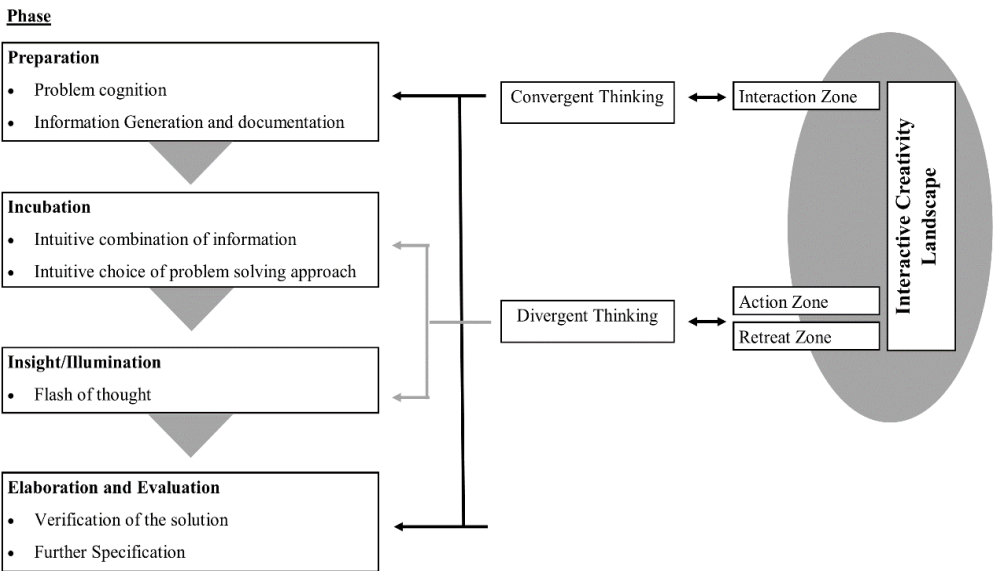 Phase
Preparation
• Problem cognition
• Information Generation and documentation
Incubation
• Intuitive combination of information
• Intuitive choice of problem solving approach
Insight/Illumination
• Flash of thought
Elaboration and Evaluation
• Verification of the solution
• Further Specification
Convergent Thinking
Divergent Thinking
Interaction Zone
Action Zone
Retreat Zone
Interactive Creativity
Landscape